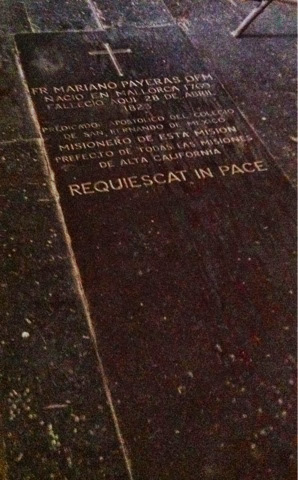 FR MARIANO PAYERAS OFM
NACIO EN MALLORCA 1769
FALLECIO AQUI 28 DE ABRIL
1823
PREDICADOR APOSTOLICO DEL COLEGIO
DE SAN FERNANDO DE MEXICO
MISIONERO DE ESTA MISION
PREFECTO DE TODAS LAS MISIONES
DE ALTA CALIFORNIA
REQUIESCAT IN PACE